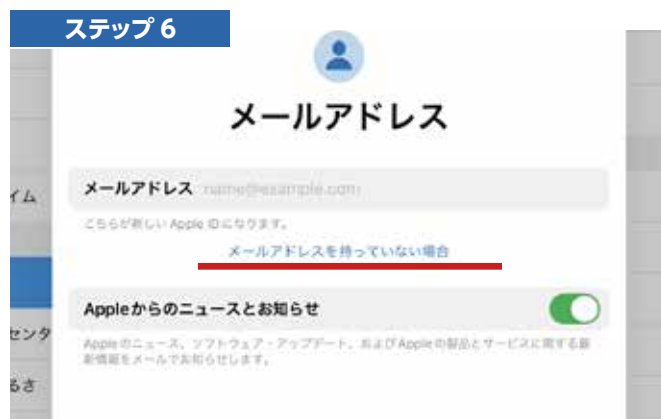 ステップ 6
メールアドレス
メールアドレス name@example.com
こちらが新しい Apple ID になります。
メールアドレスを持っていない場合
Appleからのニュースとお知らせ
Appleのニュース、ソフトウェア・アップデート、およびAppleの製品とサービスに関する最
新情報をメールでお知らせします。
イム
センタ
るさ